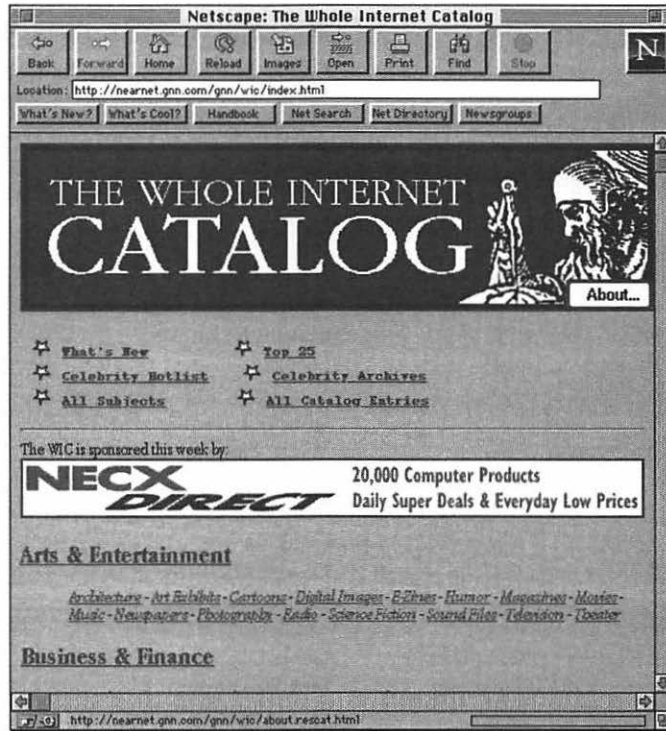 Netscape: The Whole Internet Catalog
Back Forward Home Reload Images Open Print Find Stop
N
Location: http://nearnet.gnn.com/gnn/wic/index.html
What's New? What's Cool? Handbook Net Search Net Directory Newsgroups
THE WHOLE INTERNET
CATALOG
About...
What's New Top 25
Celebrity Hotlist Celebrity Archives
All Subjects All Catalog Entries
The WIC is sponsored this week by:
NECX
DIRECT
20,000 Computer Products
Daily Super Deals & Everyday Low Prices
Arts & Entertainment
Architecture - Art Exhibits - Cartoons - Digital Images - E-Zines - Humor - Magazines - Movies -
Music - Newspapers - Photography - Radio - Science Fiction - Sound Files - Television - Theater
Business & Finance
http://nearnet.gnn.com/gnn/wic/about.rescat.html